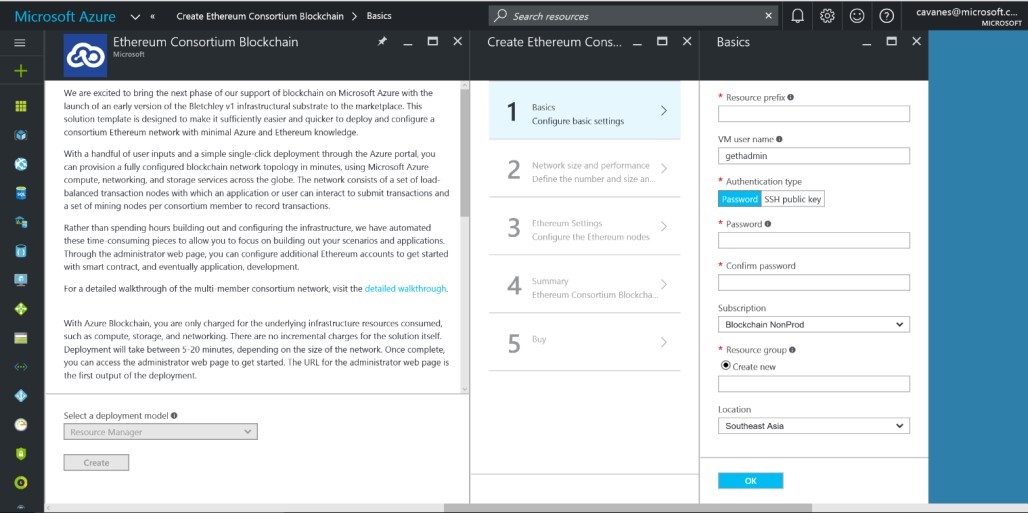 Microsoft Azure
«
Create Ethereum Consortium Blockchain > Basics
Search resources
cavanes@microsoft.c...
MICROSOFT
Ethereum Consortium Blockchain
Microsoft
We are excited to bring the next phase of our support of blockchain on Microsoft Azure with the
launch of an early version of the Bletchley v1 infrastructural substrate to the marketplace. This
solution template is designed to make it sufficiently easier and quicker to deploy and configure a
consortium Ethereum network with minimal Azure and Ethereum knowledge.
With a handful of user inputs and a simple single-click deployment through the Azure portal, you
can provision a fully configured blockchain network topology in minutes, using Microsoft Azure
compute, networking, and storage services across the globe. The network consists of a set of load-
balanced transaction nodes with which an application or user can interact to submit transactions and
a set of mining nodes per consortium member to record transactions.
Rather than spending hours building out and configuring the infrastructure, we have automated
these time-consuming pieces to allow you to focus on building out your scenarios and applications.
Through the administrator web page, you can configure additional Ethereum accounts to get started
with smart contract, and eventually application, development.
For a detailed walkthrough of the multi-member consortium network, visit the detailed walkthrough.
With Azure Blockchain, you are only charged for the underlying infrastructure resources consumed,
such as compute, storage, and networking. There are no incremental charges for the solution itself.
Deployment will take between 5-20 minutes, depending on the size of the network. Once complete,
you can access the administrator web page to get started. The URL for the administrator web page is
the first output of the deployment.
Select a deployment model
Resource Manager
Create
Create Ethereum Cons...
1
Basics
Configure basic settings
2
Network size and performance
Define the number and size an...
3
Ethereum Settings
Configure the Ethereum nodes
4
Summary
Ethereum Consortium Blockcha...
5
Buy
Basics
* Resource prefix
VM user name
gethadmin
* Authentication type
Password SSH public key
* Password
* Confirm password
Subscription
Blockchain NonProd
* Resource group
Create new
Location
Southeast Asia
OK